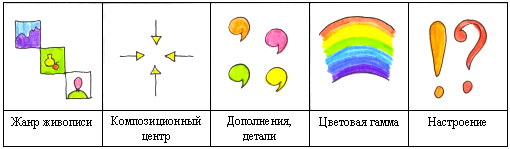 Жанр живописи
Композиционный
центр
Дополнения,
детали
Цветовая гамма
Настроение